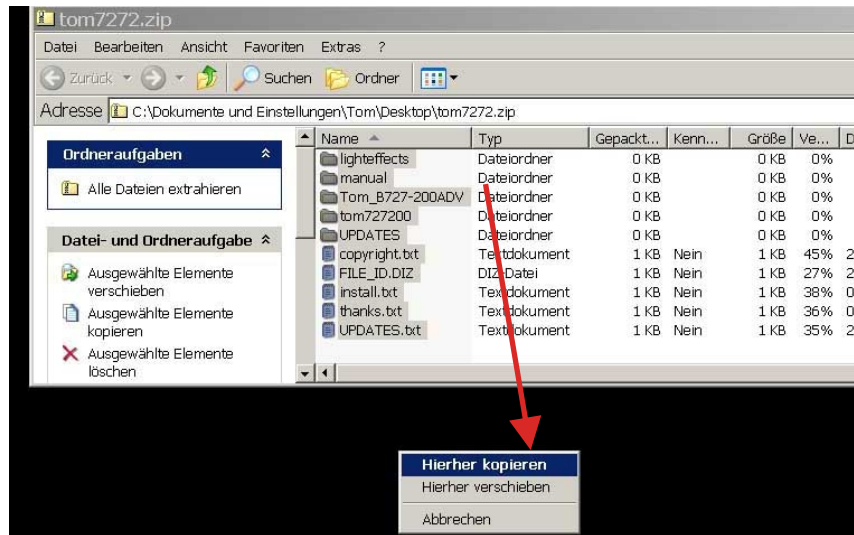 tom7272.zip
Datei Bearbeiten Ansicht Favoriten Extras ?
Zurück Suchen Ordner
Adresse C:\Dokumente und Einstellungen\Tom\Desktop\tom7272.zip
Ordneraufgaben
Alle Dateien extrahieren
Datei- und Ordneraufgabe
Ausgewählte Elemente
verschieben
Ausgewählte Elemente
kopieren
Ausgewählte Elemente
löschen
Name Typ Gepackt... Kenn... Größe Ve... D
lighteffects Dateiordner 0 KB 0 KB 0%
manual Dateiordner 0 KB 0 KB 0%
Tom_B727-200ADV Dateiordner 0 KB 0 KB 0%
tom727200 Dateiordner 0 KB 0 KB 0%
UPDATES Dateiordner 0 KB 0 KB 0%
copyright.txt Textdokument 1 KB Nein 1 KB 45% 2
FILE_ID.DIZ DIZ-Datei 1 KB Nein 1 KB 27% 2
install.txt Textdokument 1 KB Nein 1 KB 38% 0
thanks.txt Textdokument 1 KB Nein 1 KB 36% 0
UPDATES.txt Textdokument 1 KB Nein 1 KB 35% 2
Hierher kopieren
Hierher verschieben
Abbrechen